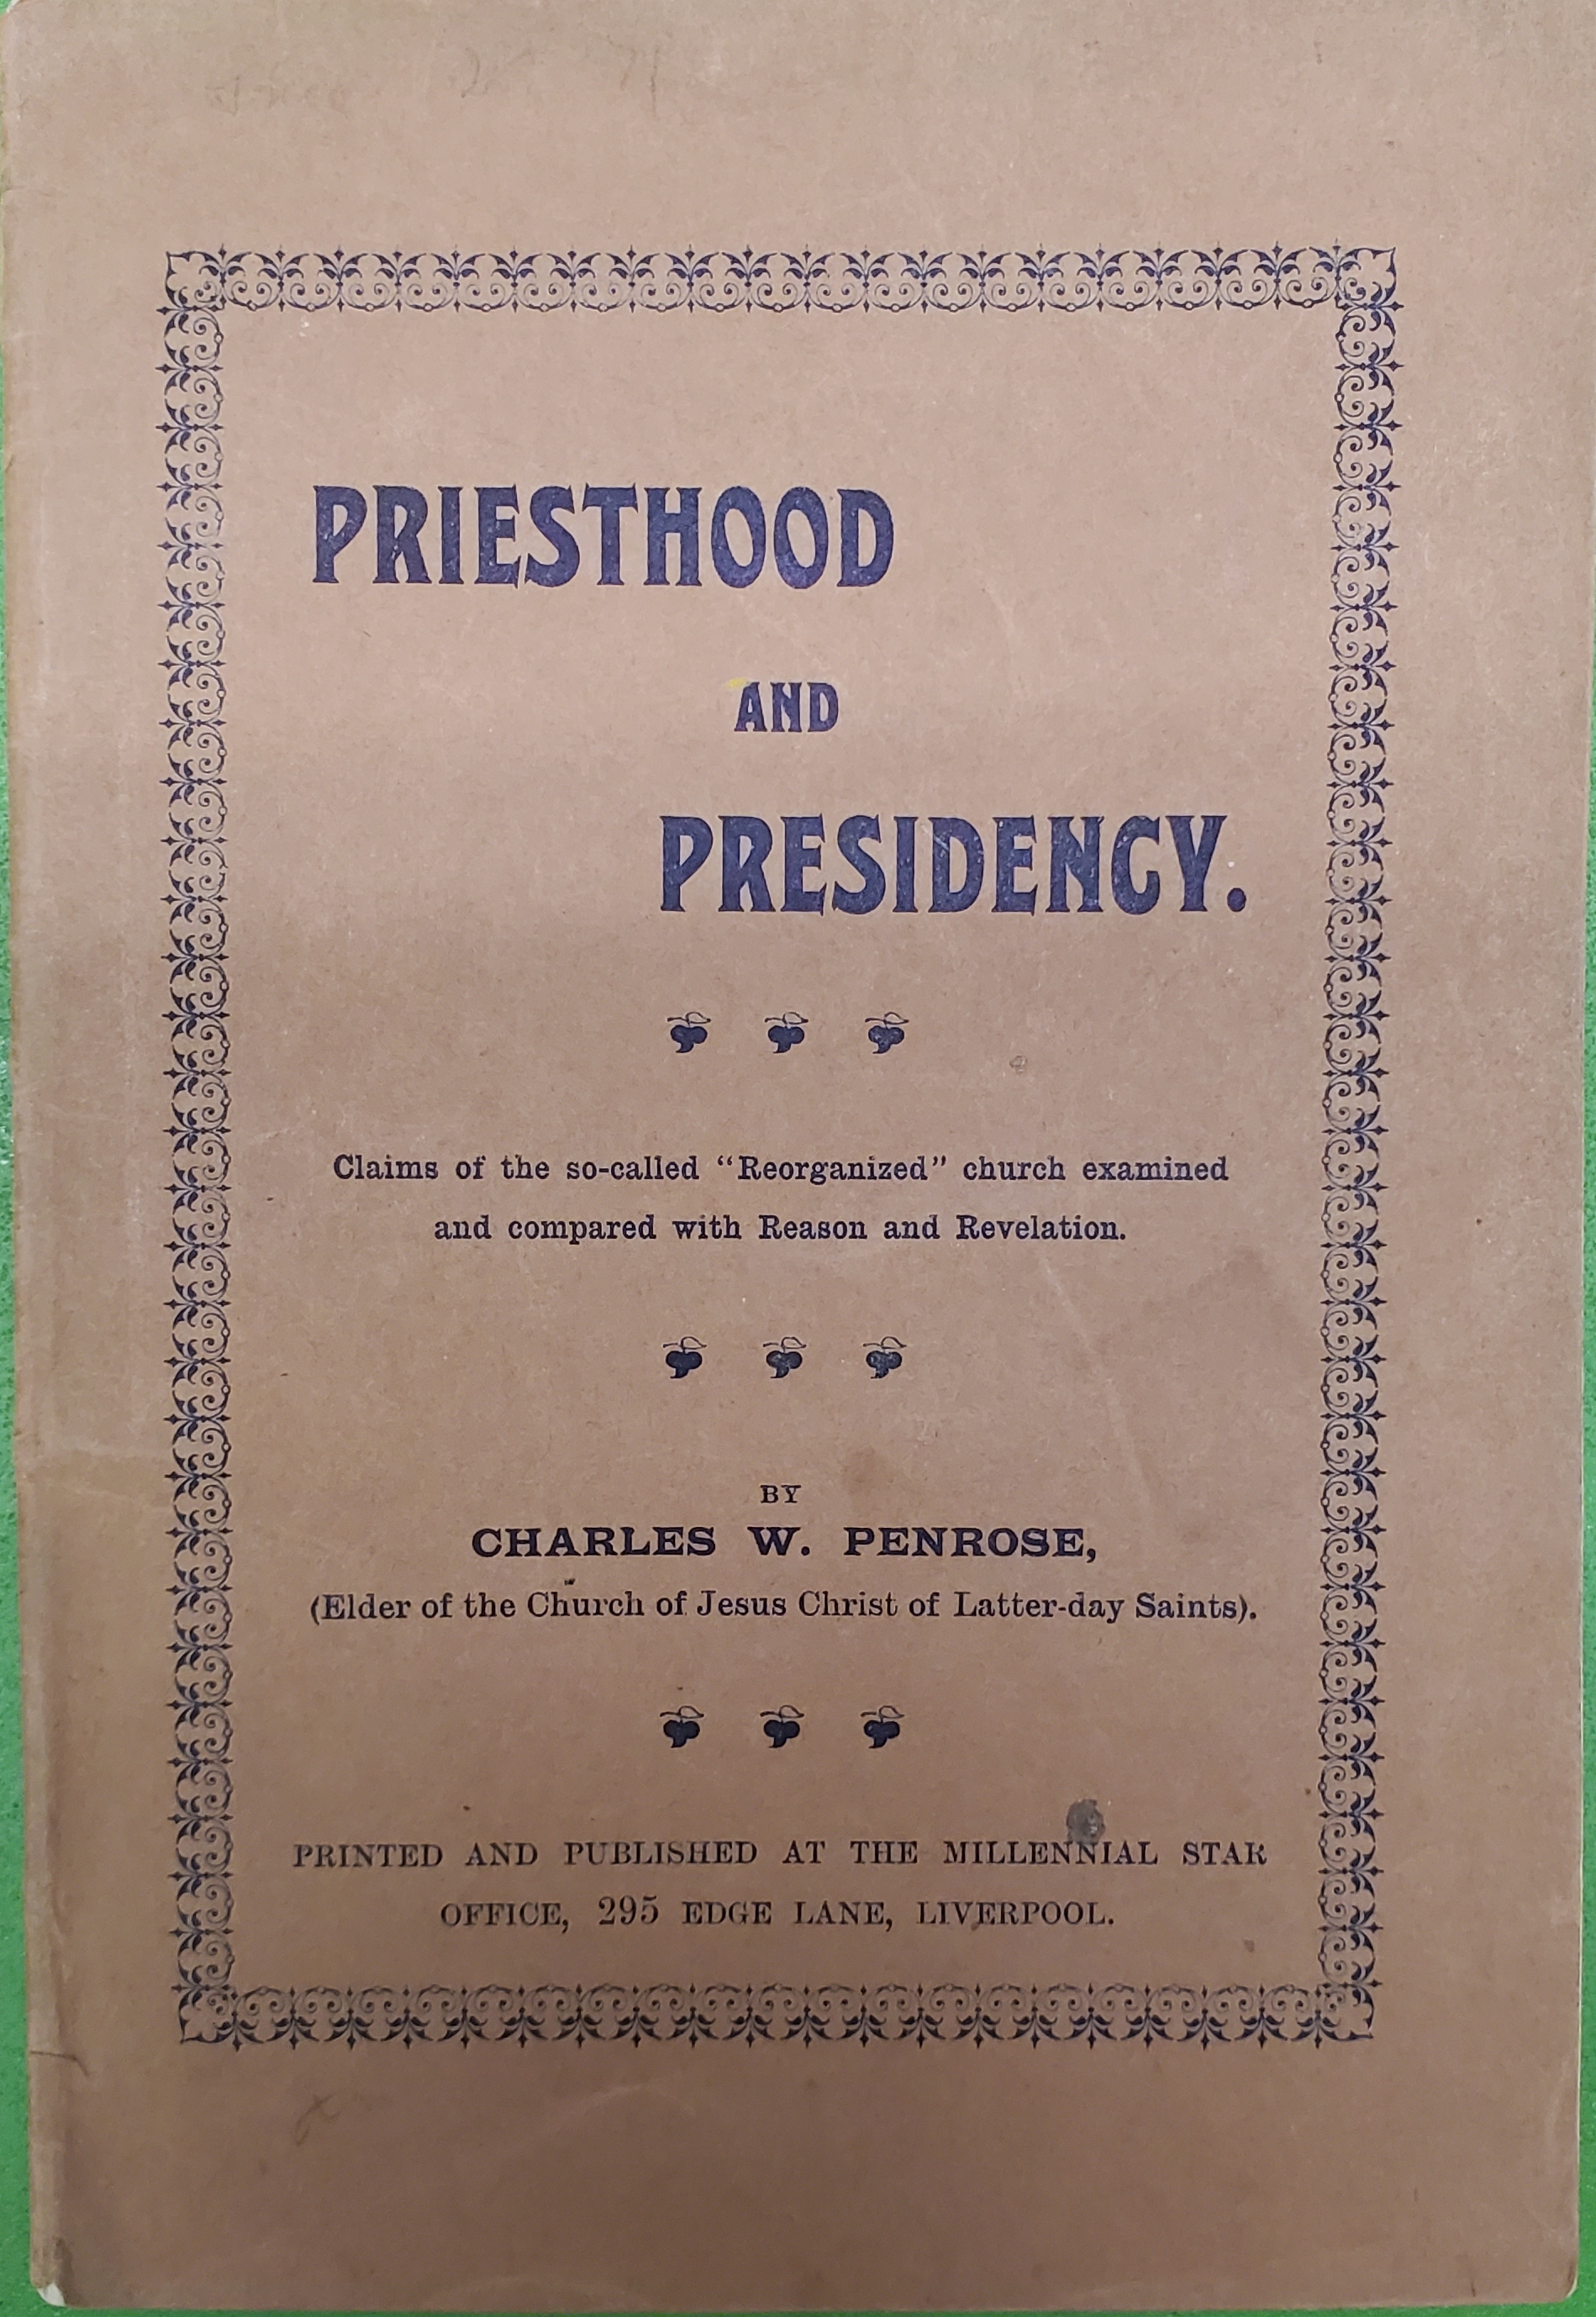 PRIESTHOOD
AND
PRESIDENCY.
Claims of the so-called “Reorganized” church examined
and compared with Reason and Revelation.
BY
CHARLES W. PENROSE,
(Elder of the Church of Jesus Christ of Latter-day Saints).
PRINTED AND PUBLISHED AT THE MILLENNIAL STAR
OFFICE, 295 EDGE LANE, LIVERPOOL.